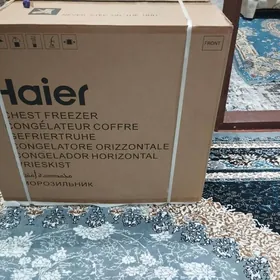 FRONT
Haier
CHEST FREEZER
CONGÉLATEUR COFFRE
GEFRIERTRUHE
CONGELATORE ORIZZONTALE
CONGELADOR HORIZONTAL
VRIESKIST
МОРОЗИЛЬНИК